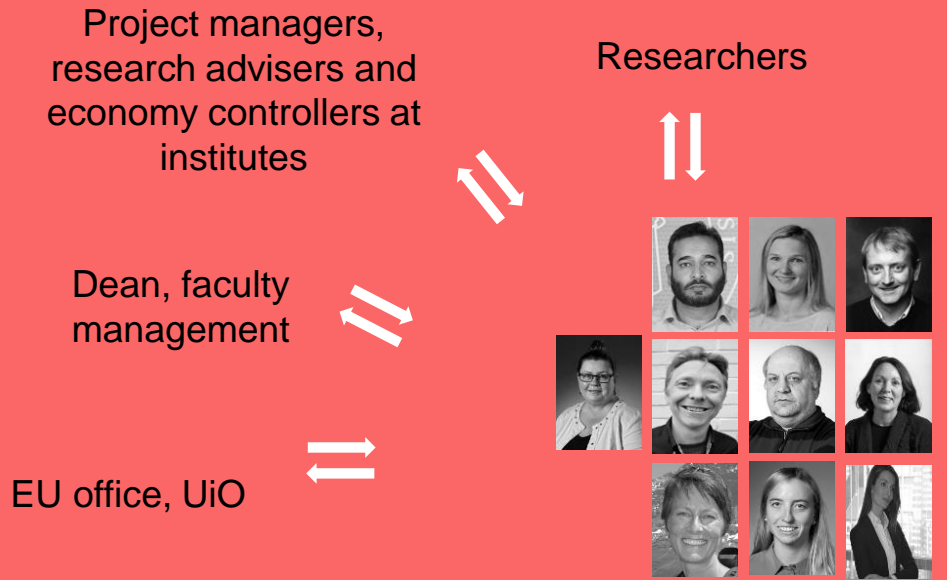 Project managers,
research advisers and
economy controllers at
institutes
Researchers
Dean, faculty
management
EU office, UiO